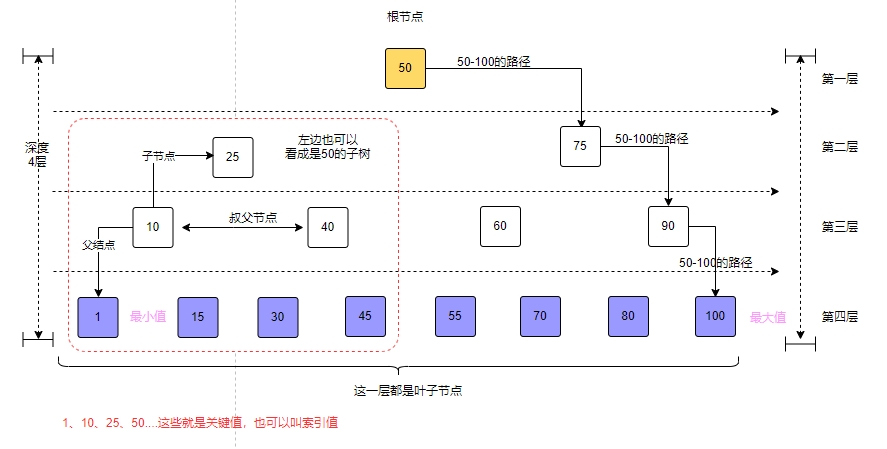 根节点
50
50-100的路径
第一层
深度
4层
子节点
25
左边也可以
看成是50的子树
75
50-100的路径
第二层
10
叔父节点
40
60
90
第三层
父结点
50-100的路径
1
最小值
15
30
45
55
70
80
100
最大值
第四层
这一层都是叶子节点
1、10、25、50....这些就是关键值，也可以叫索引值